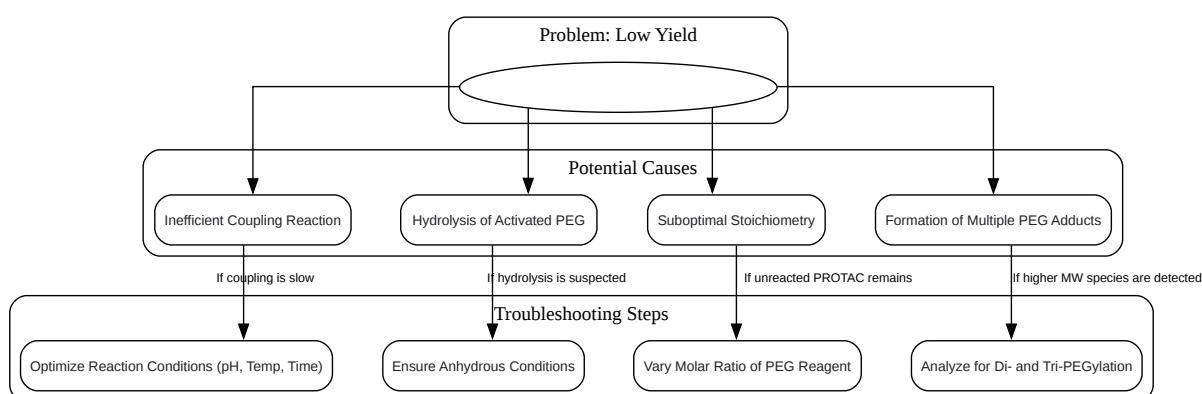 Problem: Low Yield
Potential Causes
Inefficient Coupling Reaction
Hydrolysis of Activated PEG
Suboptimal Stoichiometry
Formation of Multiple PEG Adducts
If coupling is slow
If hydrolysis is suspected
If unreacted PROTAC remains
If higher MW species are detected
Troubleshooting Steps
Optimize Reaction Conditions (pH, Temp, Time)
Ensure Anhydrous Conditions
Vary Molar Ratio of PEG Reagent
Analyze for Di- and Tri-PEGylation